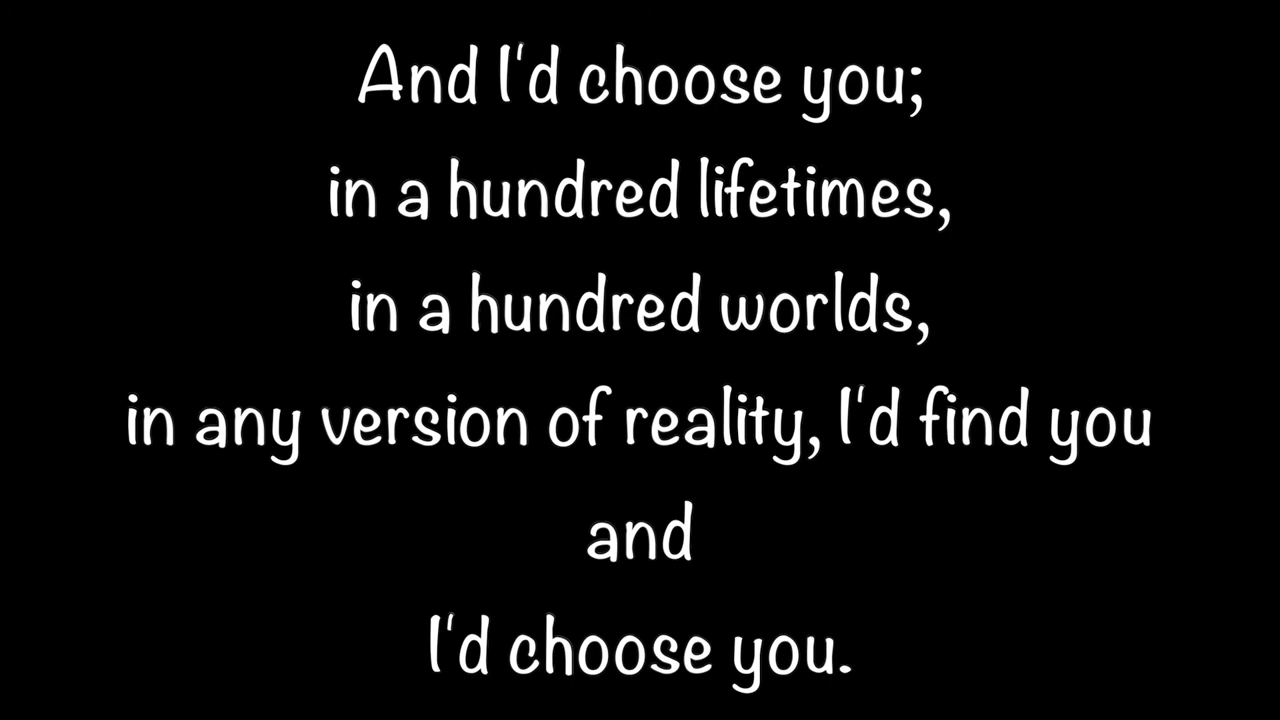 And I'd choose you;
in a hundred lifetimes,
in a hundred worlds,
in any version of reality, I'd find you
and
I'd choose you.